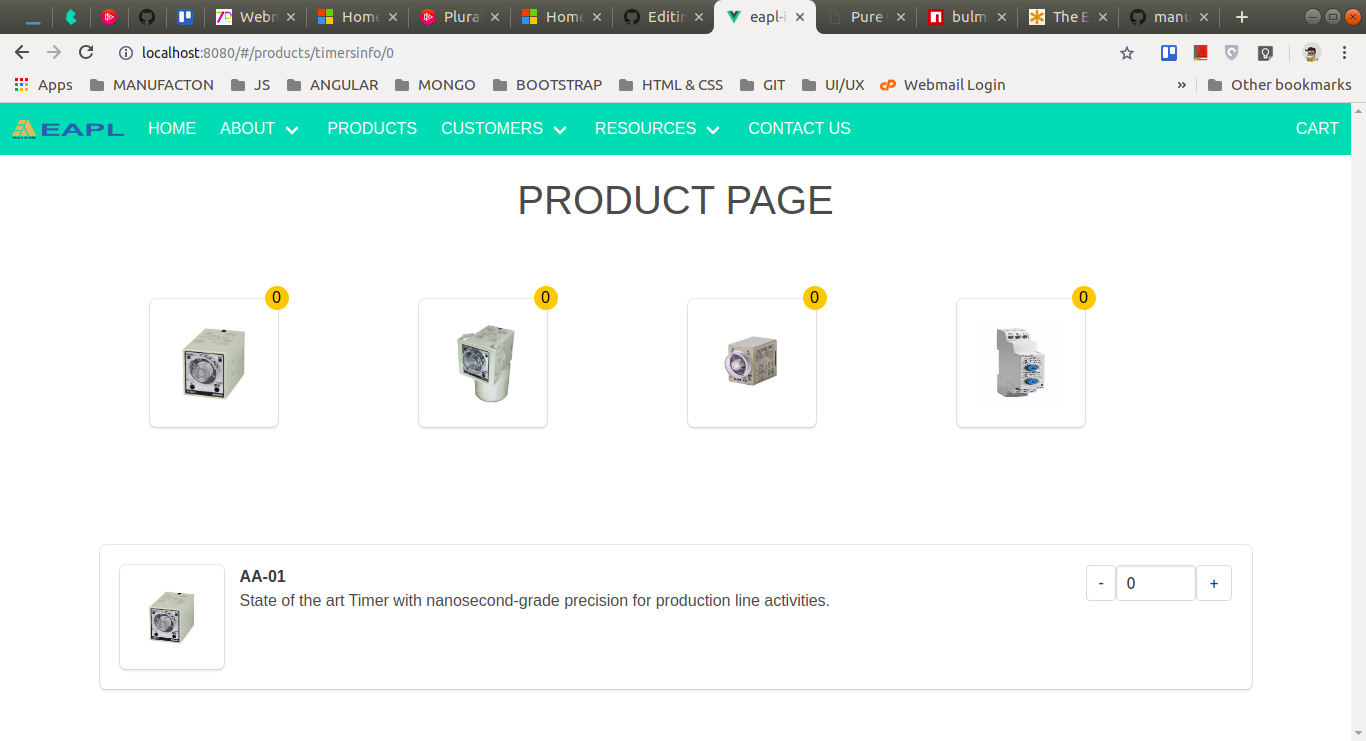 Webn
Home
Plural
Home
Editin
eapl-i
Pure
bulm
The E
manu
localhost:8080/#/products/timersinfo/0
Apps MANUFACTON JS ANGULAR MONGO BOOTSTRAP HTML & CSS GIT UI/UX Webmail Login » Other bookmarks
EAPL HOME ABOUT PRODUCTS CUSTOMERS RESOURCES CONTACT US CART
PRODUCT PAGE
0 0 0 0
AA-01
State of the art Timer with nanosecond-grade precision for production line activities.
- 0 +